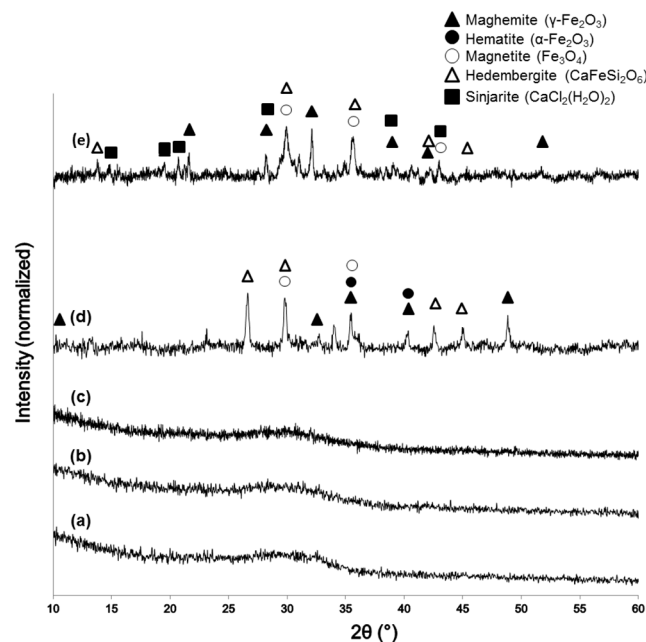 Maghemite (γ-Fe₂O₃)
Hematite (α-Fe₂O₃)
Magnetite (Fe₃O₄)
Hedembergite (CaFeSi₂O₆)
Sinjarite (CaCl₂(H₂O)₂)
(e)
(d)
(c)
(b)
(a)
Intensity (normalized)
10 15 20 25 30 35 40 45 50 55 60
2θ (°)